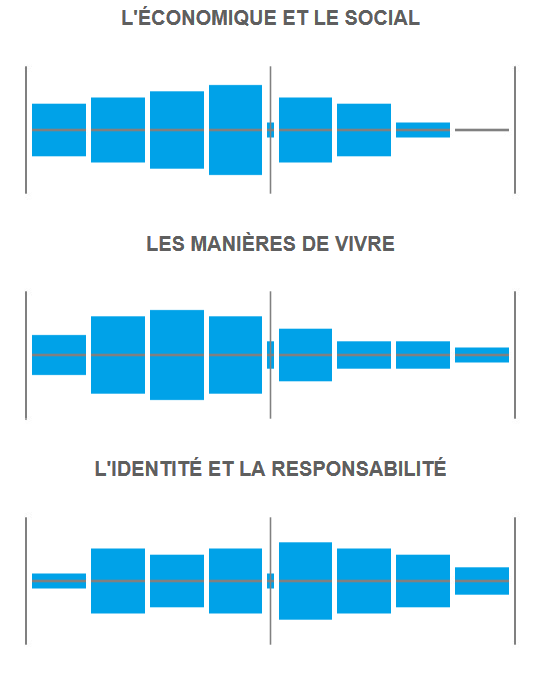 L'ÉCONOMIQUE ET LE SOCIAL
LES MANIÈRES DE VIVRE
L'IDENTITÉ ET LA RESPONSABILITÉ